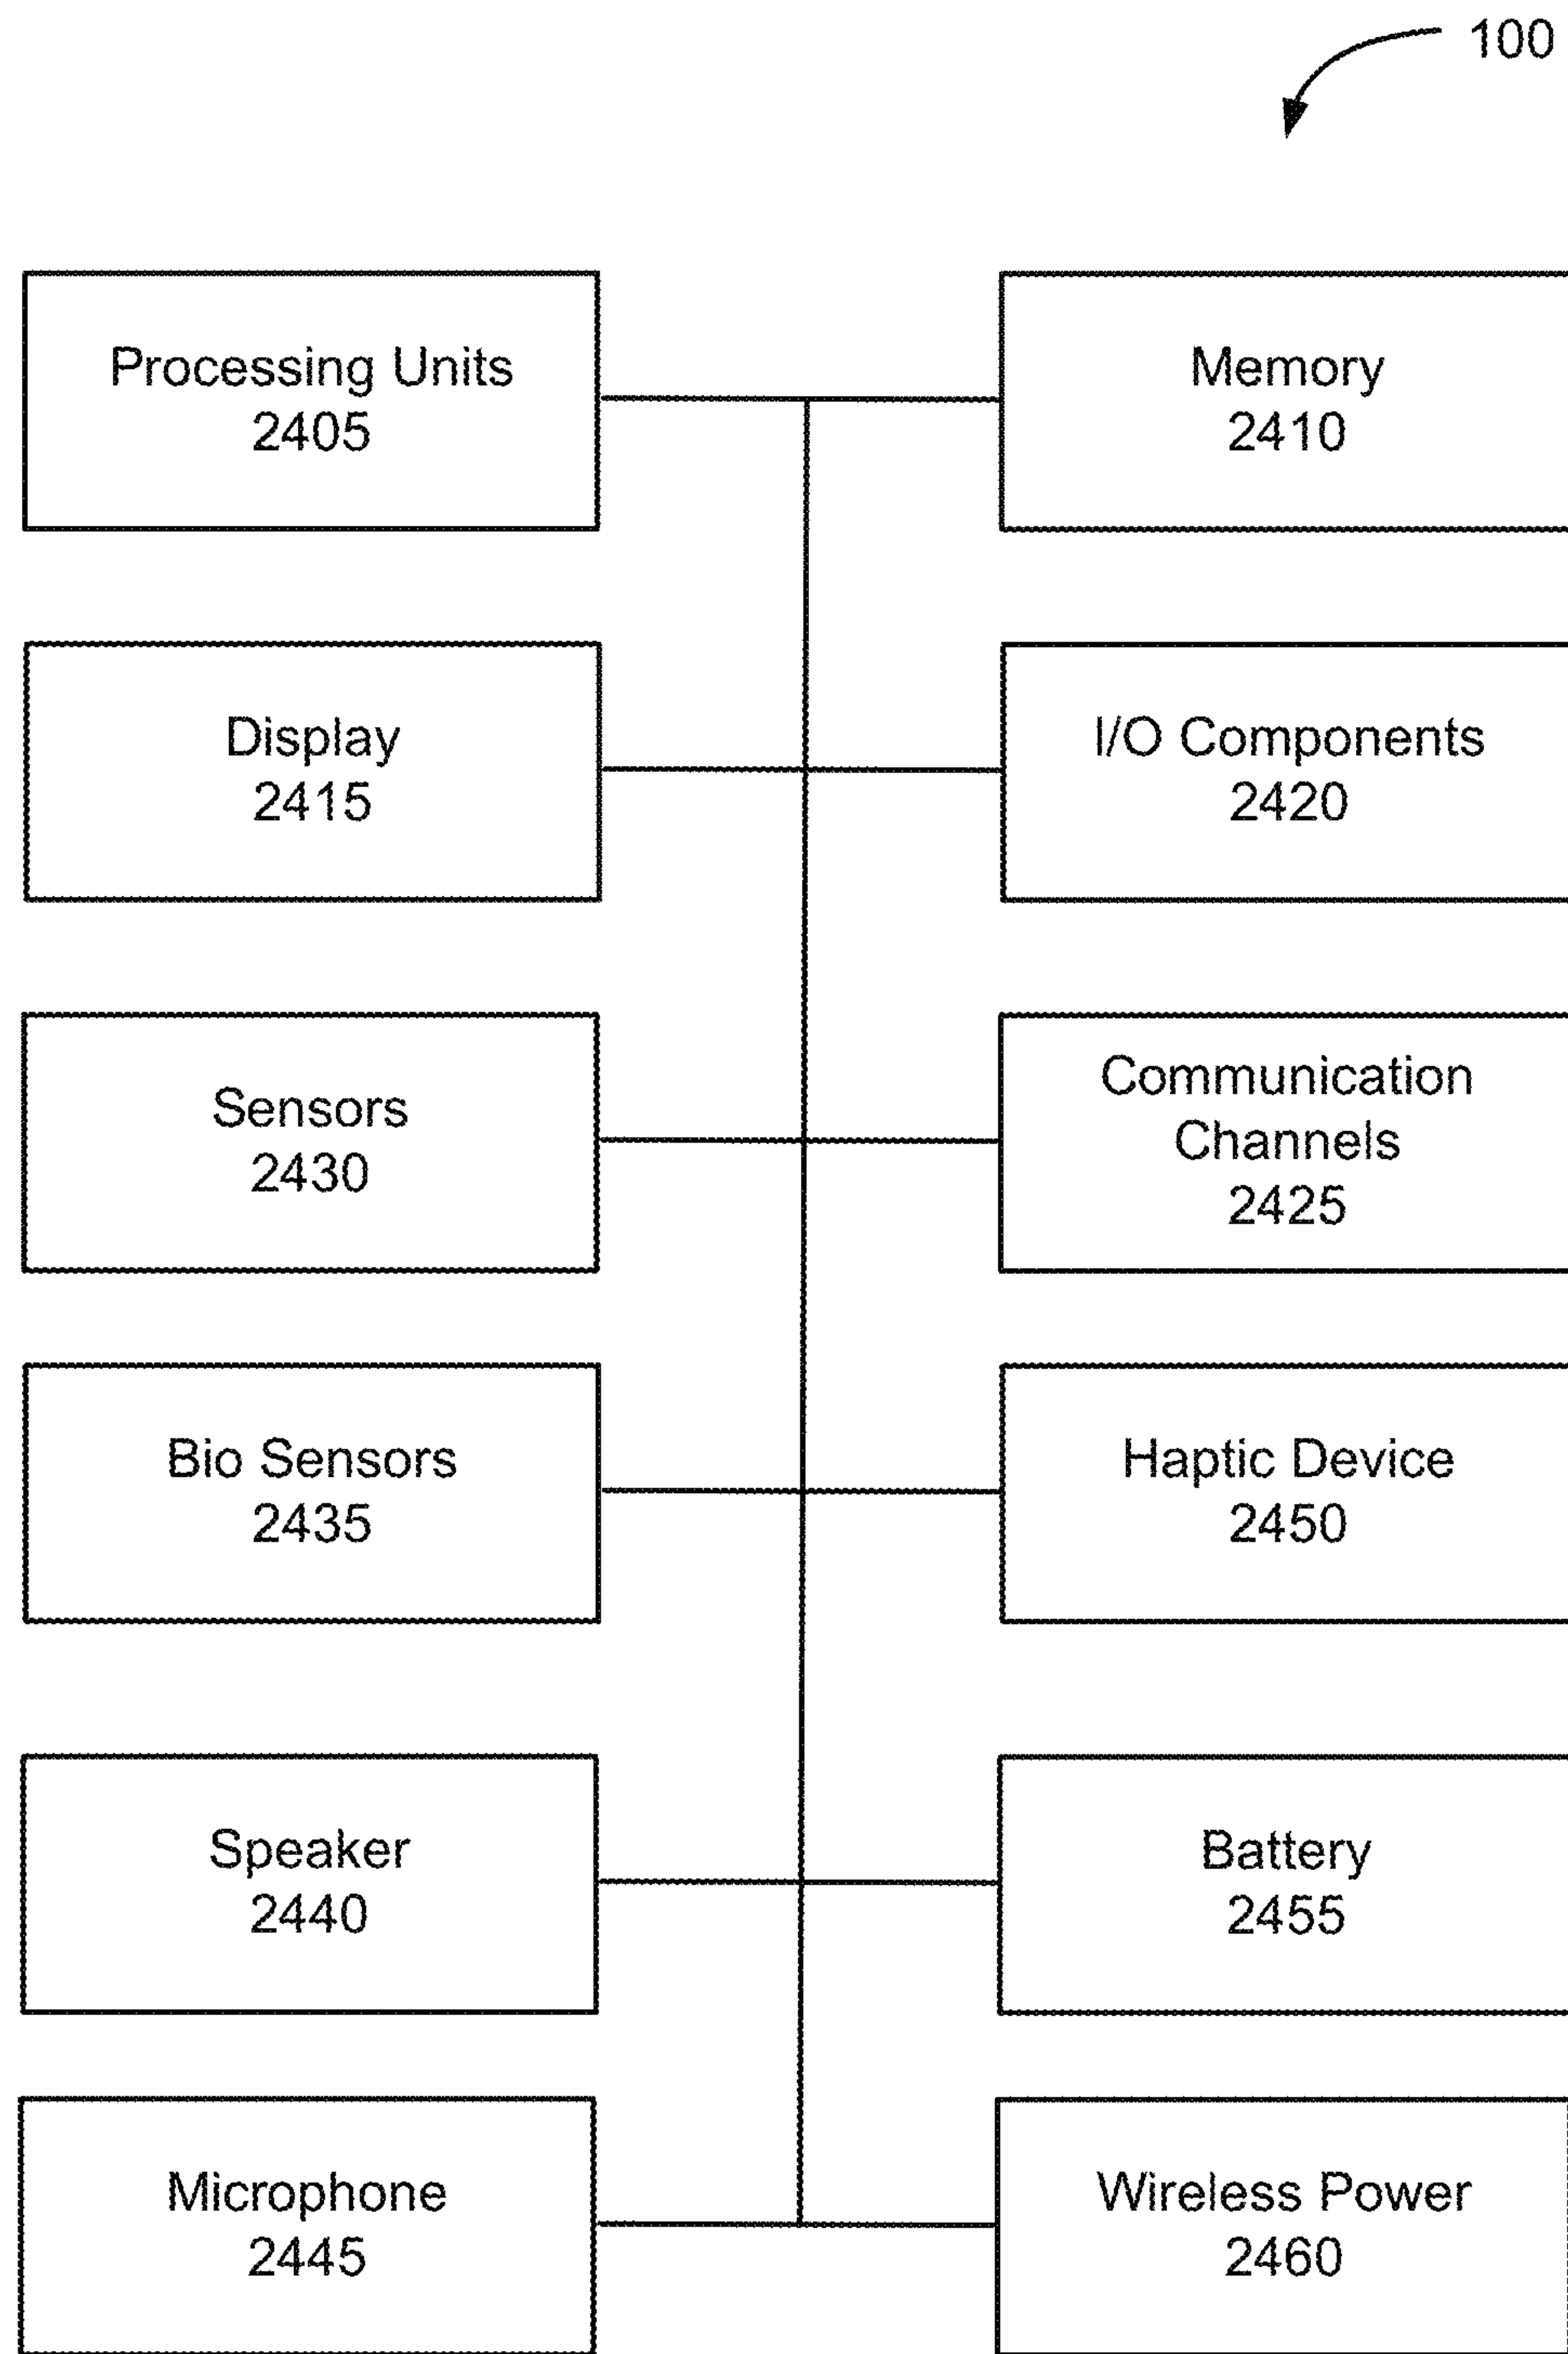 100
Processing Units
2405
Memory
2410
Display
2415
I/O Components
2420
Sensors
2430
Communication
Channels
2425
Bio Sensors
2435
Haptic Device
2450
Speaker
2440
Battery
2455
Microphone
2445
Wireless Power
2460